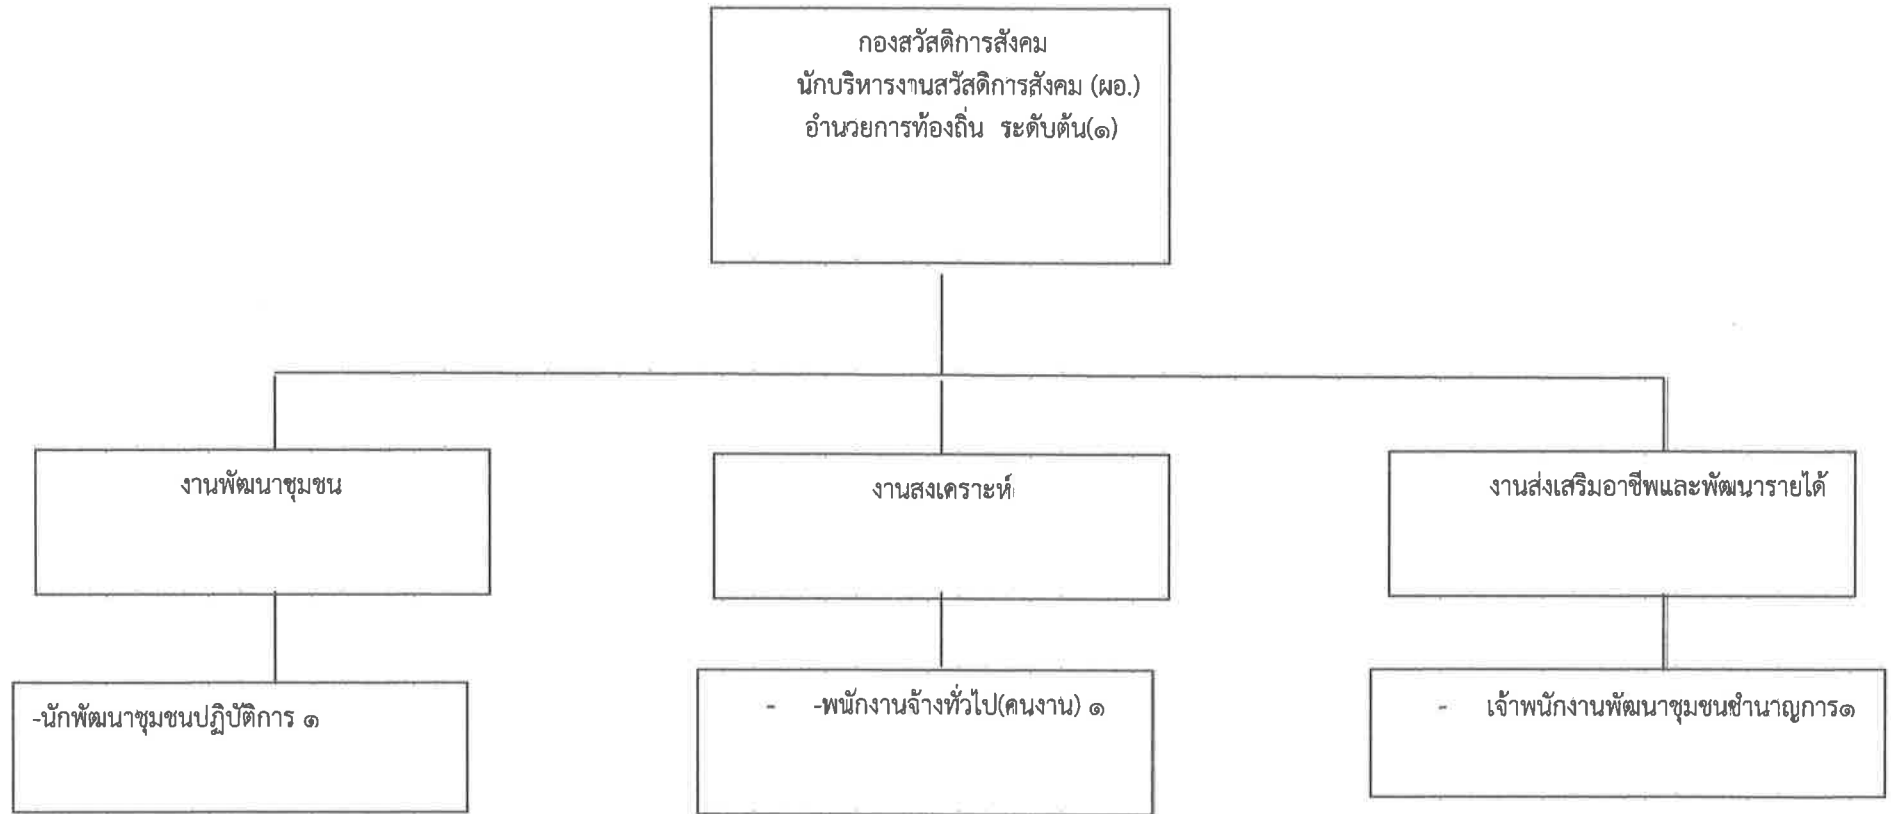 กองสวัสดิการสังคม
นักบริหารงานสวัสดิการสังคม (ผอ.)
อำนวยการท้องถิ่น ระดับต้น(๑)
งานพัฒนาชุมชน
งานสงเคราะห์
งานส่งเสริมอาชีพและพัฒนารายได้
-นักพัฒนาชุมชนปฏิบัติการ ๑
- -พนักงานจ้างทั่วไป(คนงาน) ๑
- เจ้าพนักงานพัฒนาชุมชนชำนาญการ๑